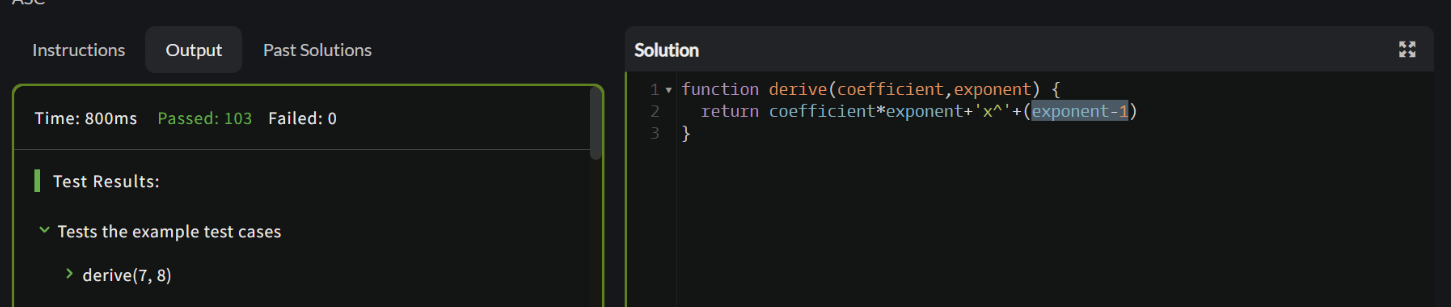 Instructions Output Past Solutions
Time: 800ms Passed: 103 Failed: 0
Test Results:
Tests the example test cases
derive(7, 8)
Solution
1 function derive(coefficient,exponent) {
2 return coefficient*exponent+'x^'+(exponent-1)
3 }